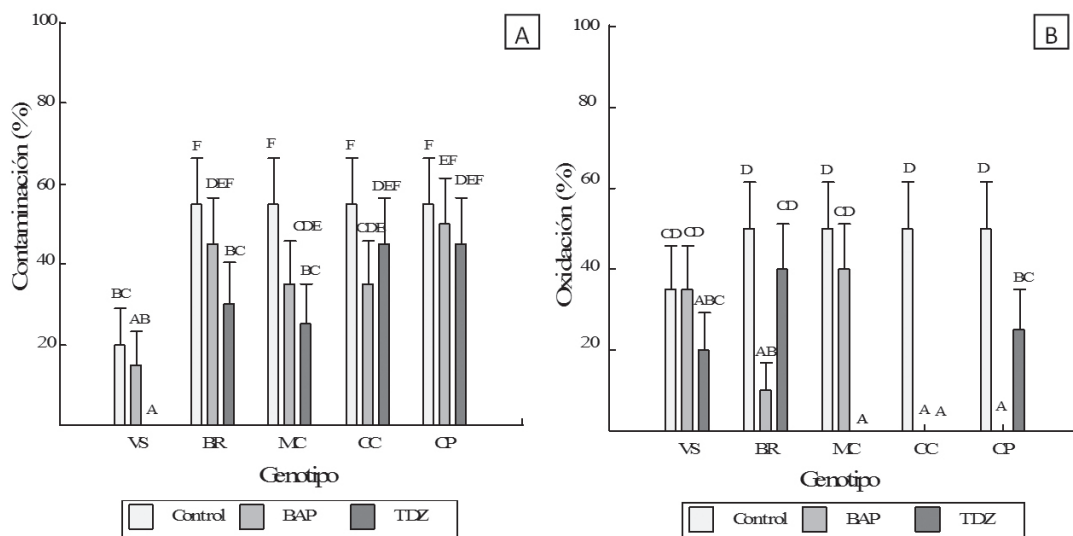 A
Contaminación (%)
100
80
60
40
20
BC
AB
A
F
DEF
BC
F
CDE
BC
F
CDE
DEF
F
EF
DEF
VS BR MC CC CP
Genotipo
Control BAP TDZ
B
Oxidación (%)
100
80
60
40
20
CD
CD
ABC
D
AB
CD
D
CD
A
D
A
A
D
A
BC
VS BR MC CC CP
Genotipo
Control BAP TDZ